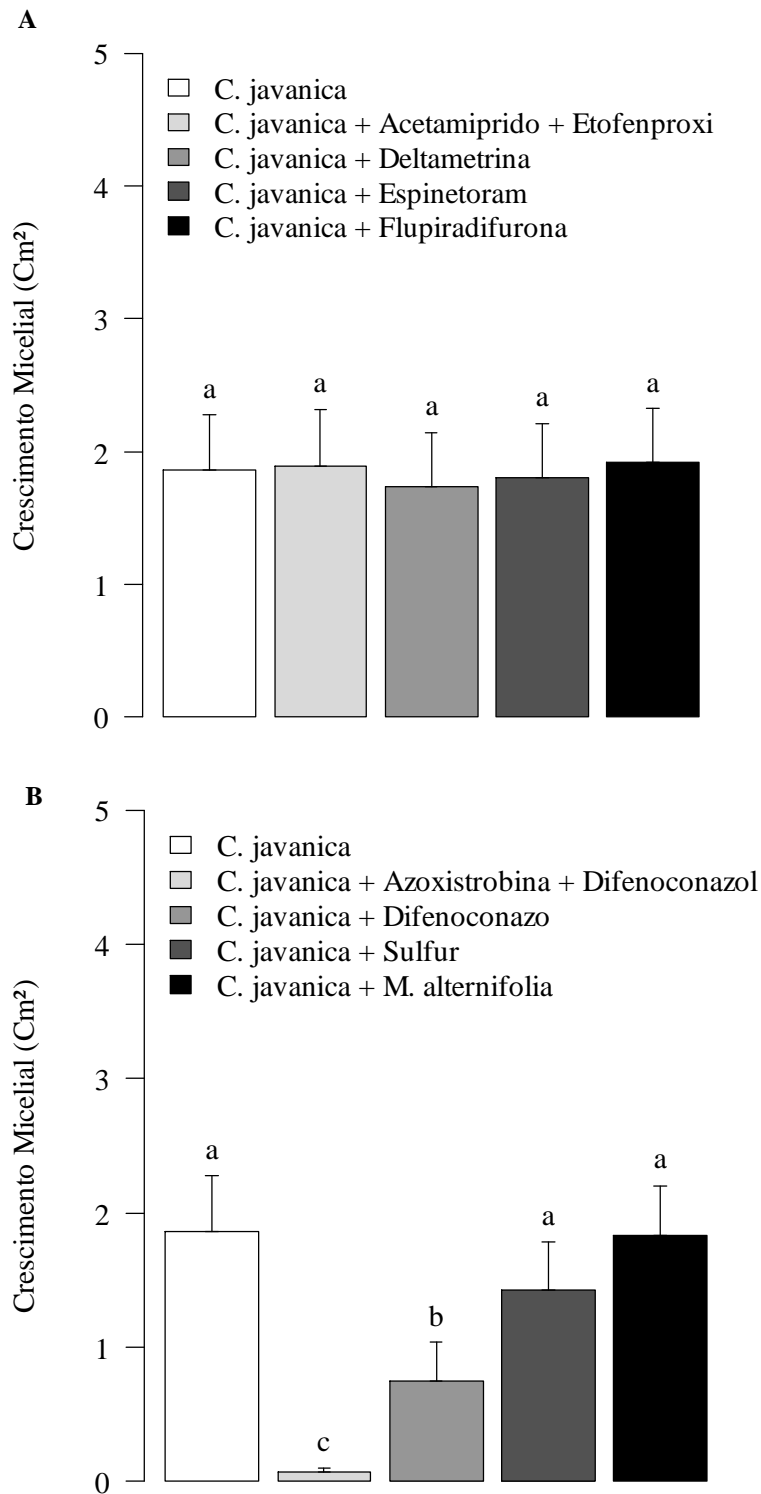 A
5
C. javanica
C. javanica + Acetamiprido + Etofenproxi
4
C. javanica + Deltametrina
C. javanica + Espinetoram
C. javanica + Flupiradifurona
Crescimento Micelial (Cm²)
3
a a a a a
2
1
0
B
5
C. javanica
C. javanica + Azoxistrobina + Difenoconazol
C. javanica + Difenoconazo
4
C. javanica + Sulfur
C. javanica + M. alternifolia
Crescimento Micelial (Cm²)
3
a a
2
a
b
1
c
0